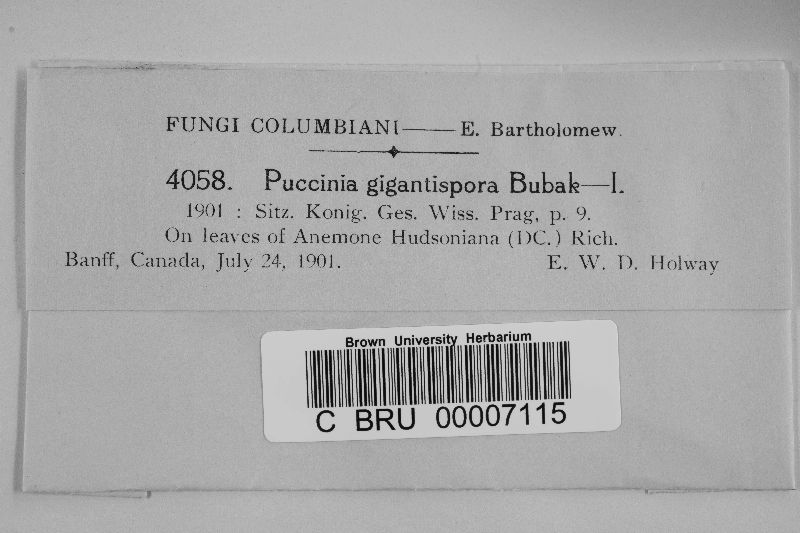 FUNGI COLUMBIANI—E. Bartholomew.
4058. Puccinia gigantispora Bubak—I.
1901 : Sitz. Konig. Ges. Wiss. Prag, p. 9.
On leaves of Anemone Hudsoniana (DC.) Rich.
Banff, Canada, July 24, 1901. E. W. D. Holway
Brown University Herbarium
C BRU 00007115